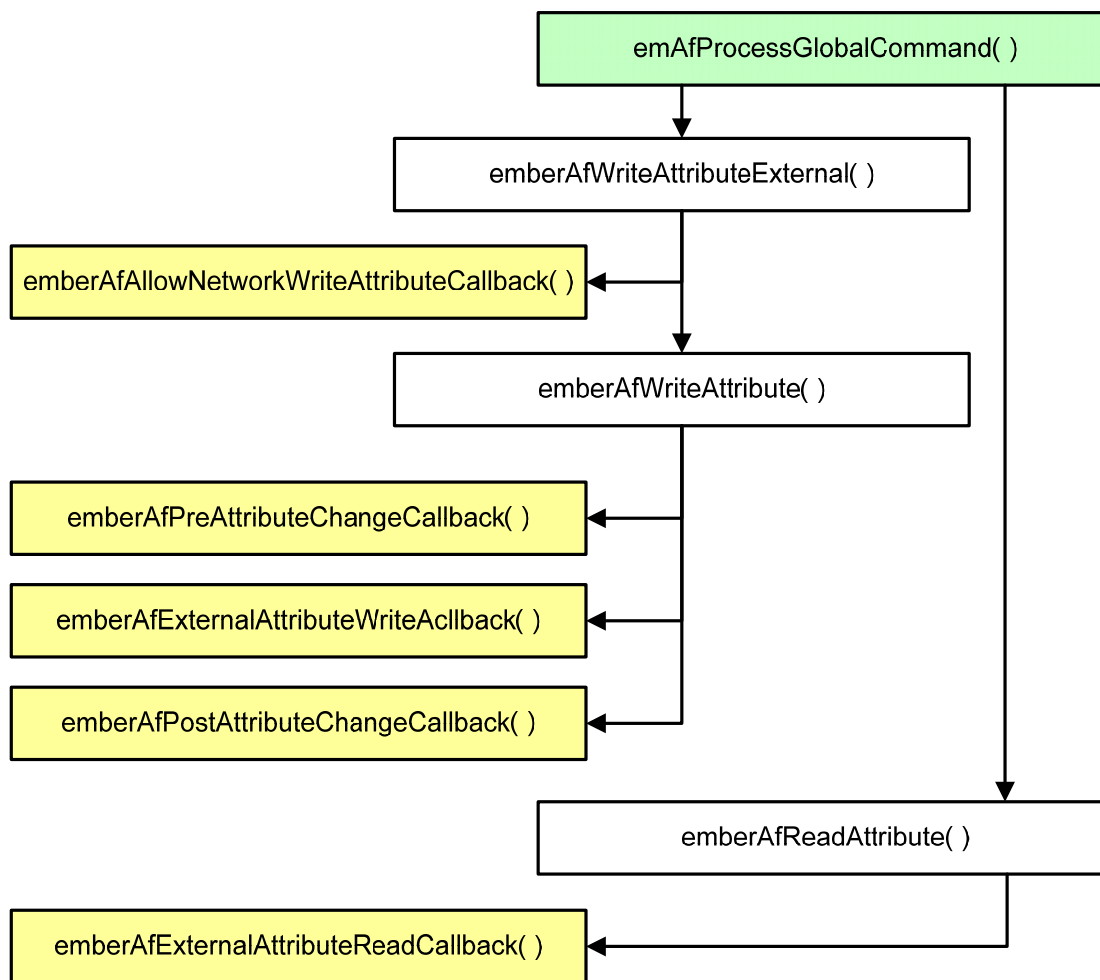 emAfProcessGlobalCommand( )
emberAfWriteAttributeExternal( )
emberAfAllowNetworkWriteAttributeCallback( )
emberAfWriteAttribute( )
emberAfPreAttributeChangeCallback( )
emberAfExternalAttributeWriteAcllback( )
emberAfPostAttributeChangeCallback( )
emberAfReadAttribute( )
emberAfExternalAttributeReadCallback( )